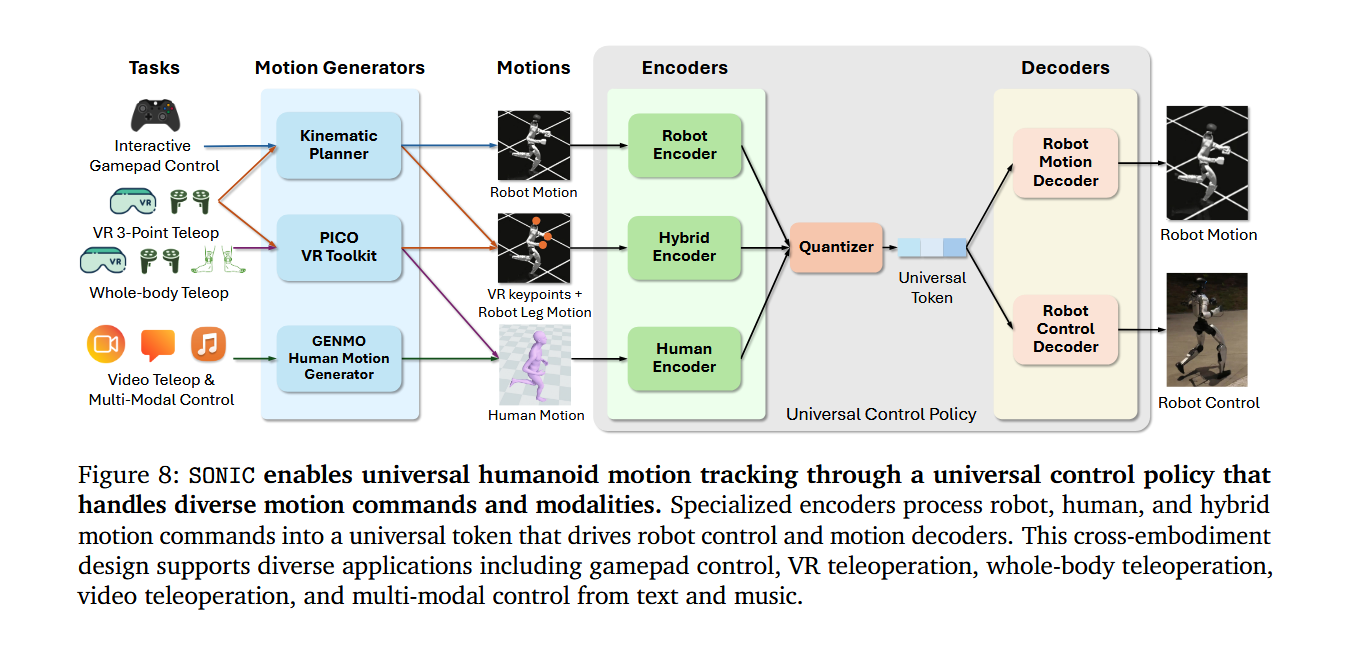 Tasks
Motion Generators
Motions
Encoders
Decoders
Interactive
Gamepad Control
VR
VR 3-Point Teleop
VR
Whole-body Teleop
Video Teleop &
Multi-Modal Control
Kinematic
Planner
PICO
VR Toolkit
GENMO
Human Motion
Generator
Robot Motion
VR keypoints +
Robot Leg Motion
Human Motion
Robot
Encoder
Hybrid
Encoder
Human
Encoder
Quantizer
Universal
Token
Robot
Motion
Decoder
Robot
Control
Decoder
Universal Control Policy
Robot Motion
Robot Control
Figure 8: SONIC enables universal humanoid motion tracking through a universal control policy that
handles diverse motion commands and modalities. Specialized encoders process robot, human, and hybrid
motion commands into a universal token that drives robot control and motion decoders. This cross-embodiment
design supports diverse applications including gamepad control, VR teleoperation, whole-body teleoperation,
video teleoperation, and multi-modal control from text and music.